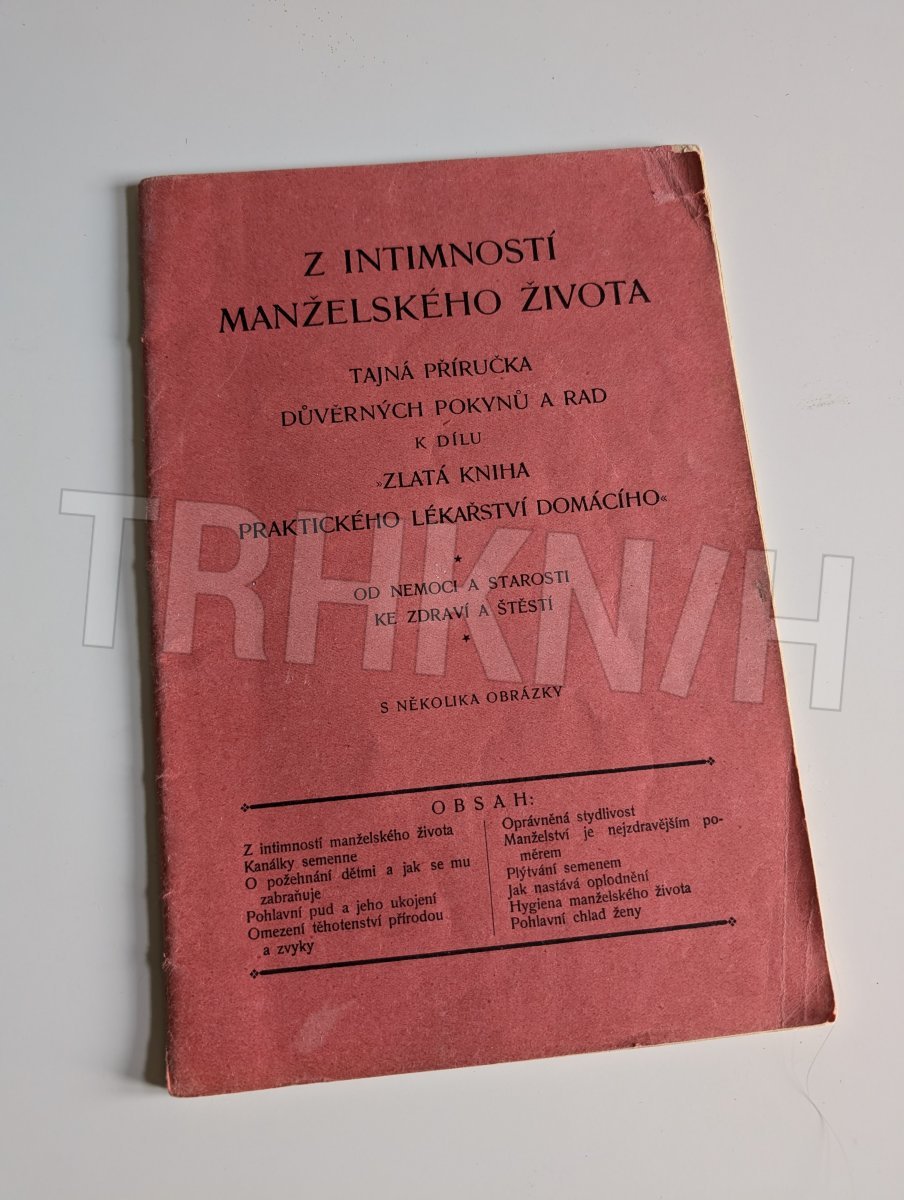 Z INTIMNOSTÍ
MANŽELSKÉHO ŽIVOTA
TAJNÁ PŘÍRUČKA
DŮVĚRNÝCH POKYNŮ A RAD
K DÍLU
»ZLATÁ KNIHA
PRAKTICKÉHO LÉKAŘSTVÍ DOMÁCÍHO«
OD NEMOCI A STAROSTI
KE ZDRAVÍ A ŠTĚSTÍ
S NĚKOLIKA OBRÁZKY
OBSAH:
Z intimností manželského života
Kanálky semenne
O požehnání dětmi a jak se mu
zabraňuje
Pohlavní pud a jeho ukojení
Omezení těhotenství přírodou
a zvyky
Oprávněná stydlivost
Manželství je nejzdravějším po-
měrem
Plýtvání semenem
Jak nastává oplodnění
Hygiena manželského života
Pohlavní chlad ženy
TRHKN/H